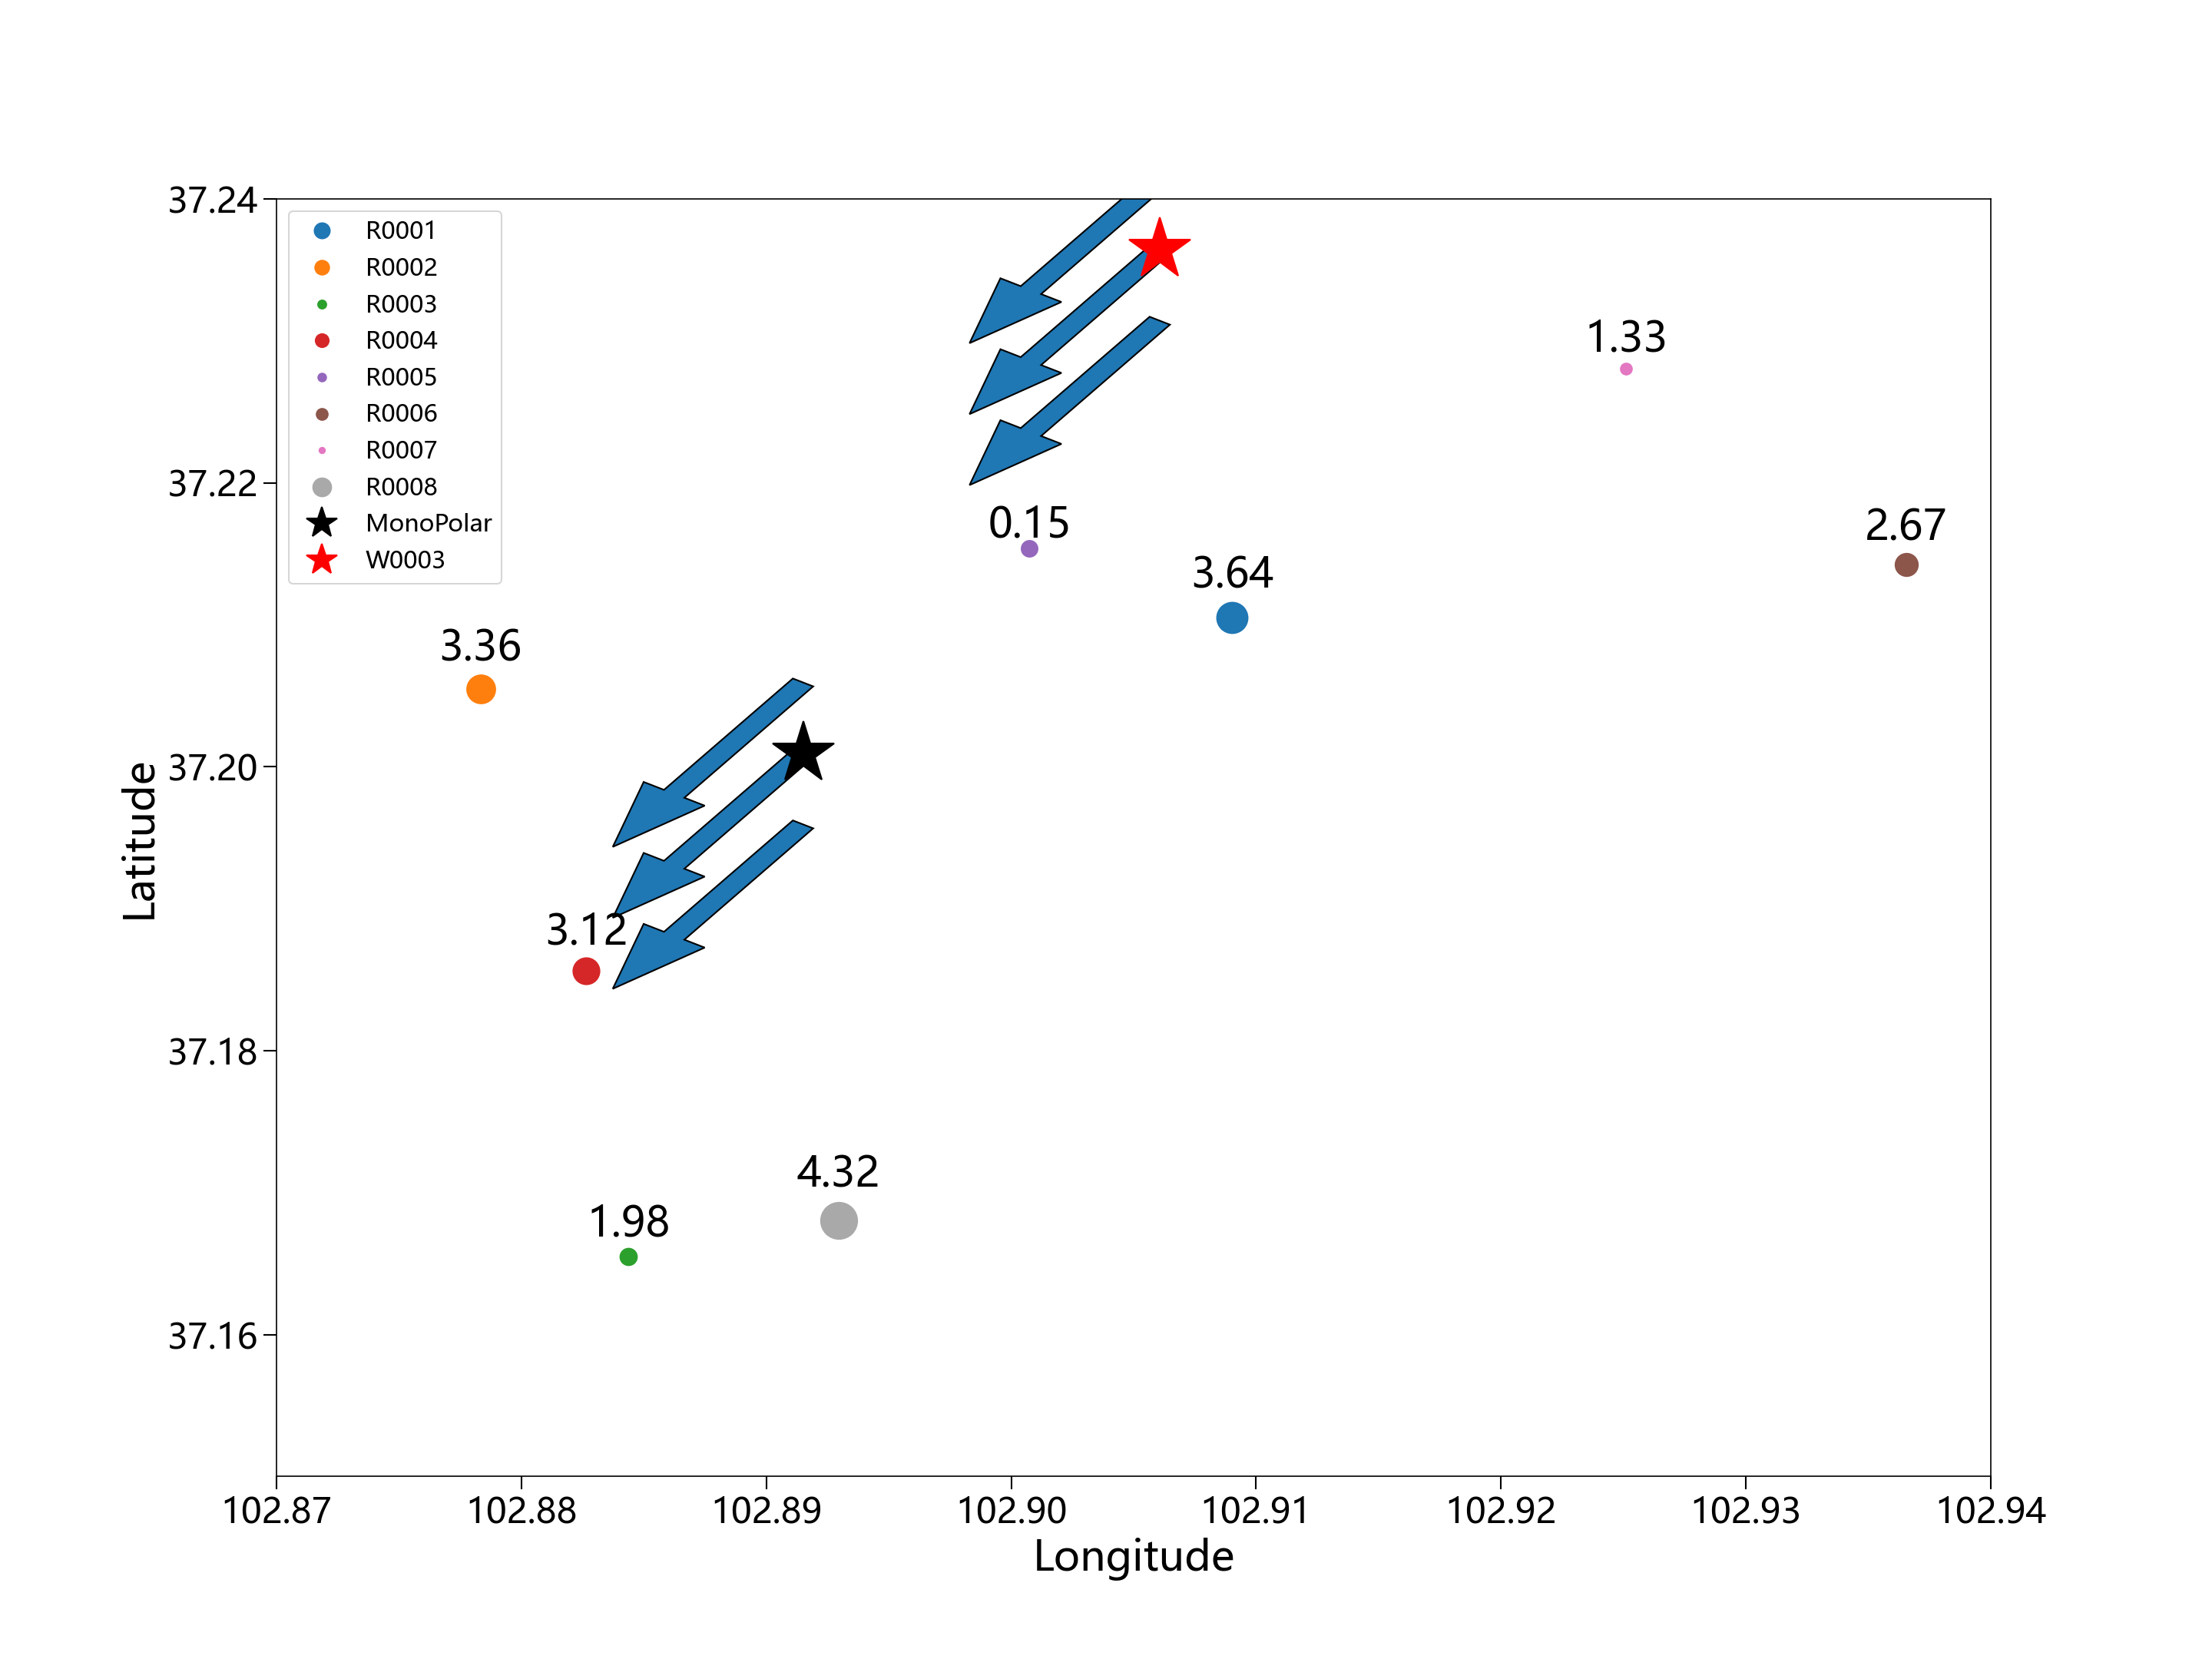 37.24
37.22
37.20
37.18
37.16
Latitude
R0001
R0002
R0003
R0004
R0005
R0006
R0007
R0008
MonoPolar
W0003
1.33
0.15
2.67
3.64
3.36
3.12
4.32
1.98
102.87 102.88 102.89 102.90 102.91 102.92 102.93 102.94
Longitude